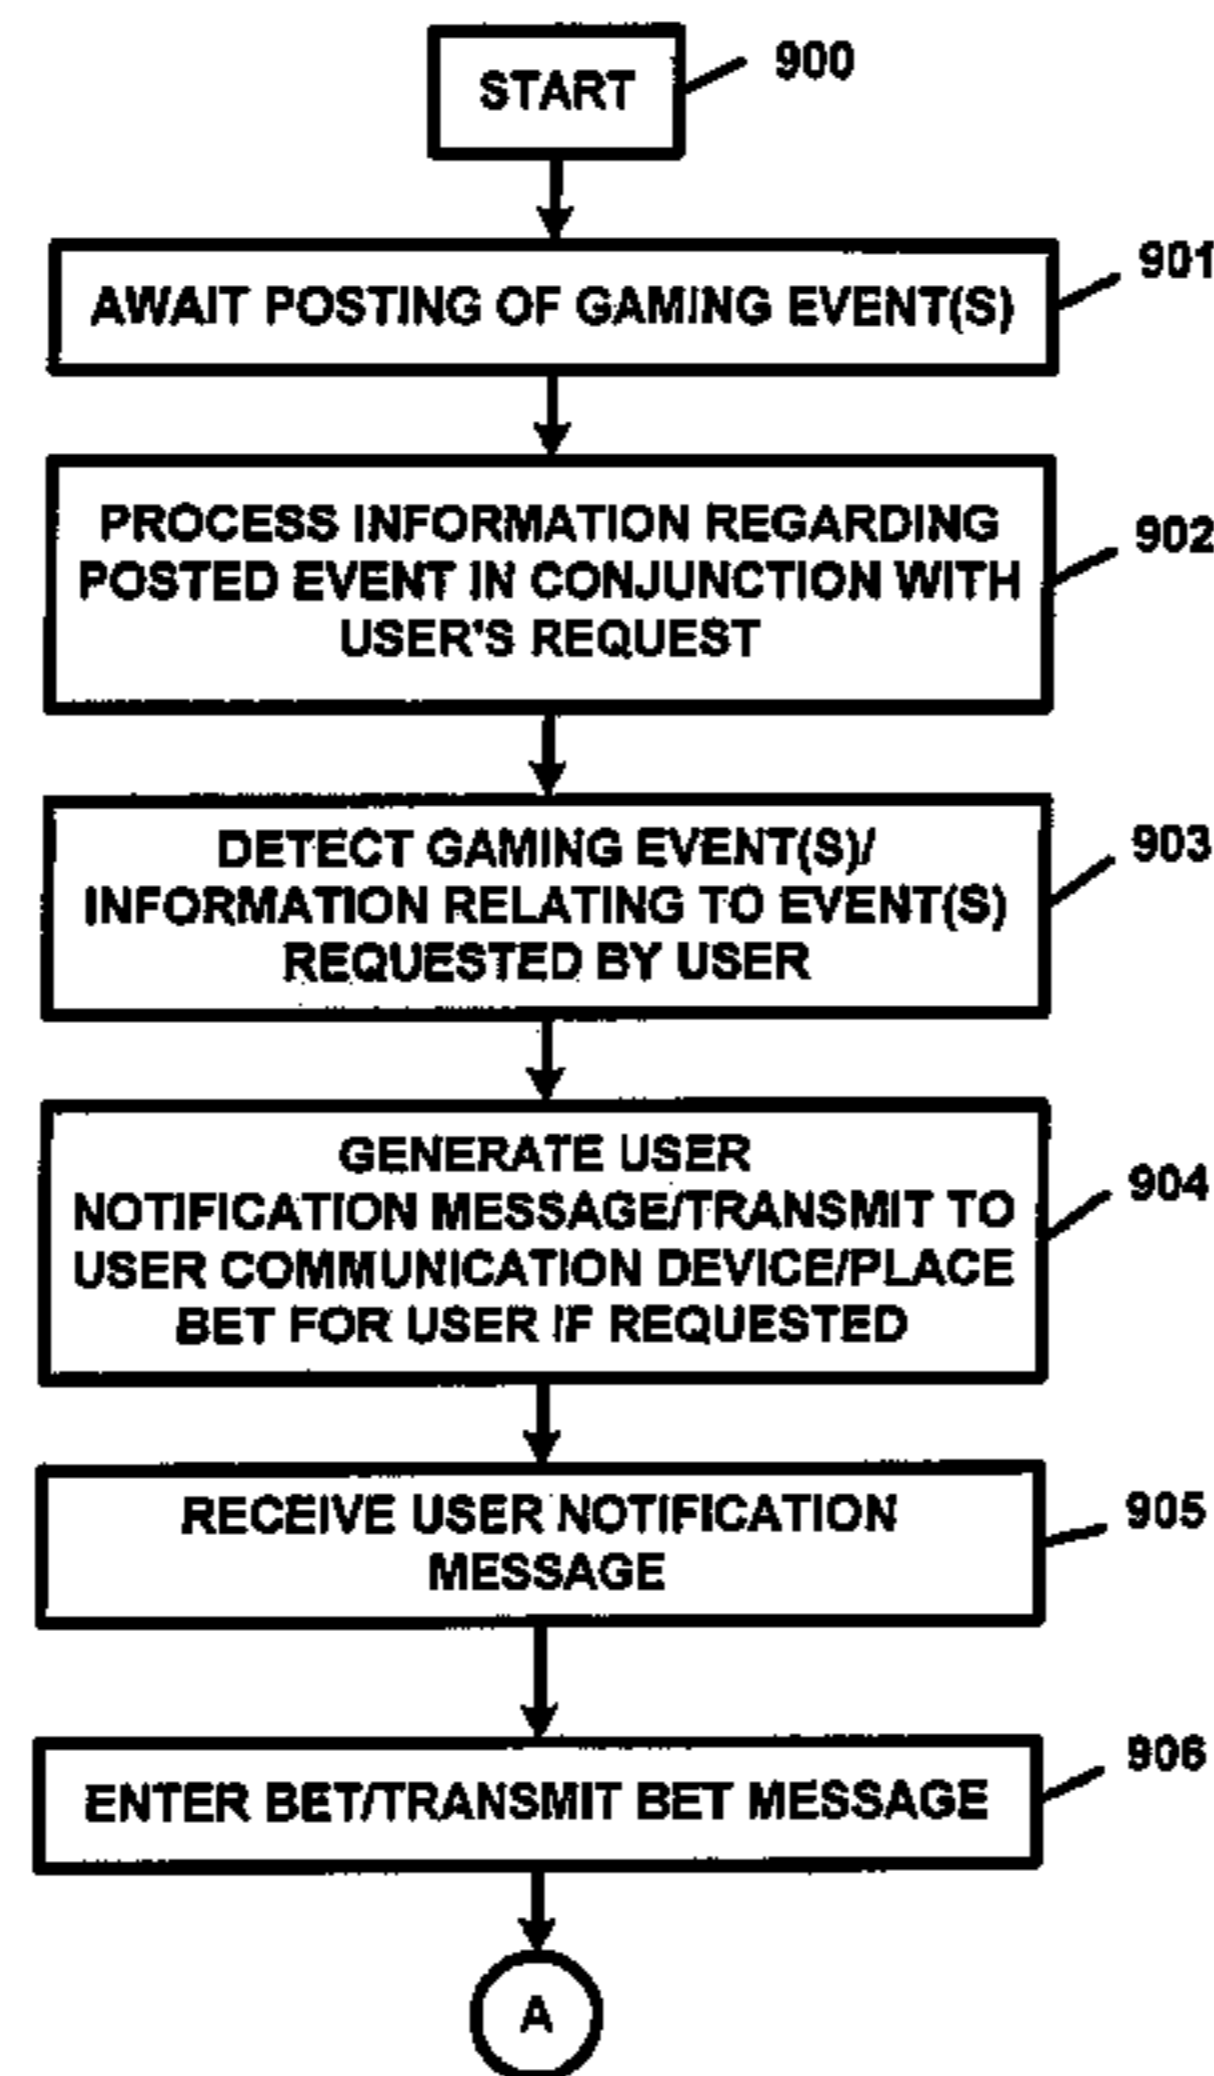 START
900
AWAIT POSTING OF GAMING EVENT(S)
901
PROCESS INFORMATION REGARDING
POSTED EVENT IN CONJUNCTION WITH
USER'S REQUEST
902
DETECT GAMING EVENT(S)/
INFORMATION RELATING TO EVENT(S)
REQUESTED BY USER
903
GENERATE USER
NOTIFICATION MESSAGE/TRANSMIT TO
USER COMMUNICATION DEVICE/PLACE
BET FOR USER IF REQUESTED
904
RECEIVE USER NOTIFICATION
MESSAGE
905
ENTER BET/TRANSMIT BET MESSAGE
906
A